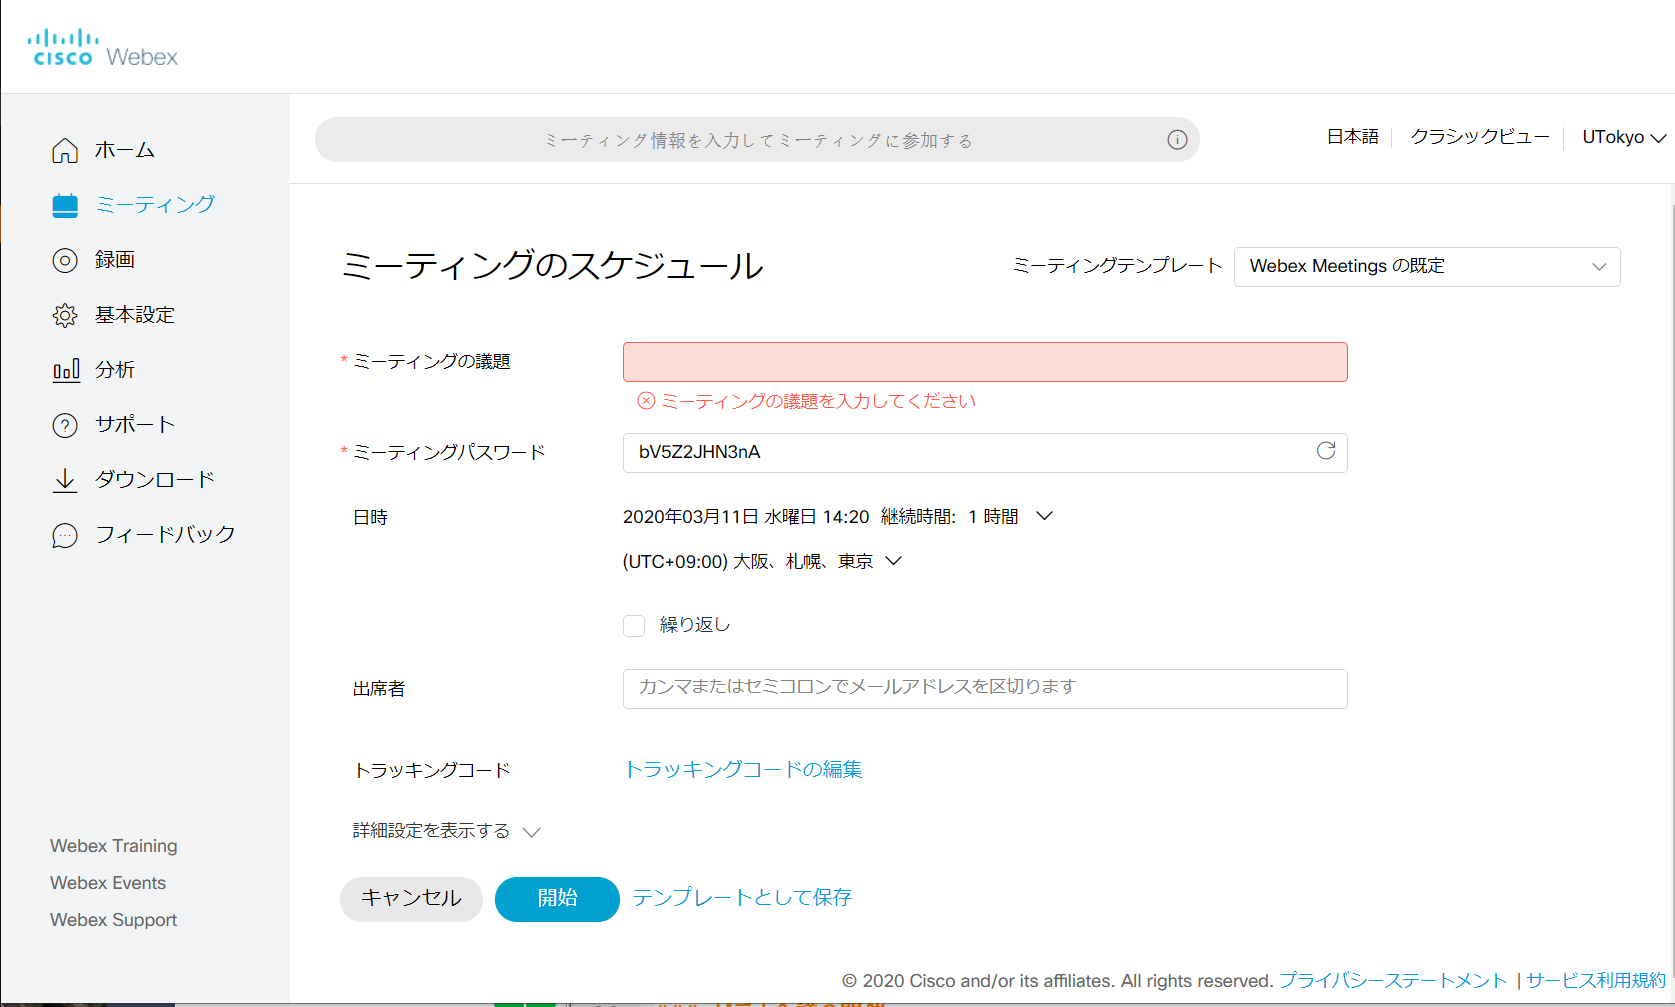 cisco Webex
ミーティング情報を入力してミーティングに参加する
日本語
クラシックビュー
UTokyo
ホーム
ミーティング
録画
基本設定
分析
サポート
ダウンロード
フィードバック
Webex Training
Webex Events
Webex Support
ミーティングのスケジュール
ミーティングテンプレート
Webex Meetings の既定
* ミーティングの議題
ミーティングの議題を入力してください
* ミーティングパスワード
bV5Z2JHN3nA
日時
2020年03月11日 水曜日 14:20 継続時間: 1 時間
(UTC+09:00) 大阪、札幌、東京
繰り返し
出席者
カンマまたはセミコロンでメールアドレスを区切ります
トラッキングコード
トラッキングコードの編集
詳細設定を表示する
キャンセル
開始
テンプレートとして保存
© 2020 Cisco and/or its affiliates. All rights reserved. プライバシーステートメント | サービス利用規約